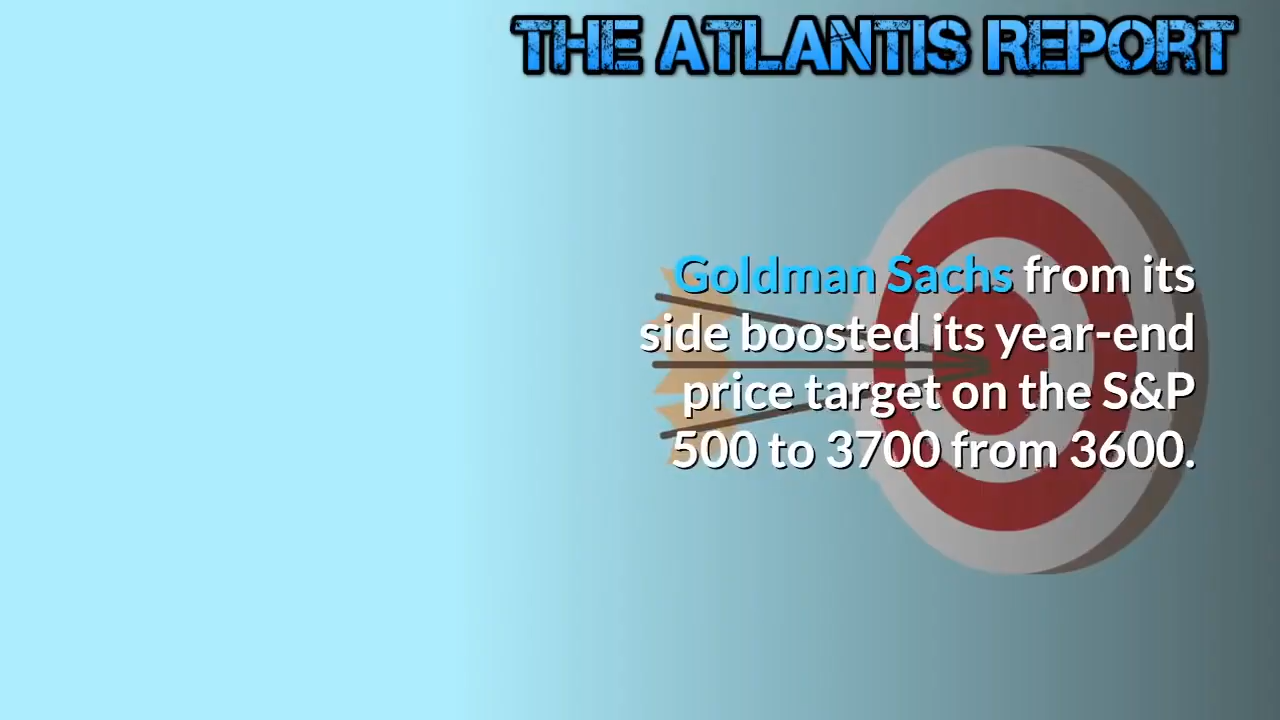 THE ATLANTIS REPORT
Goldman Sachs from its
side boosted its year-end
price target on the S&P
500 to 3700 from 3600.